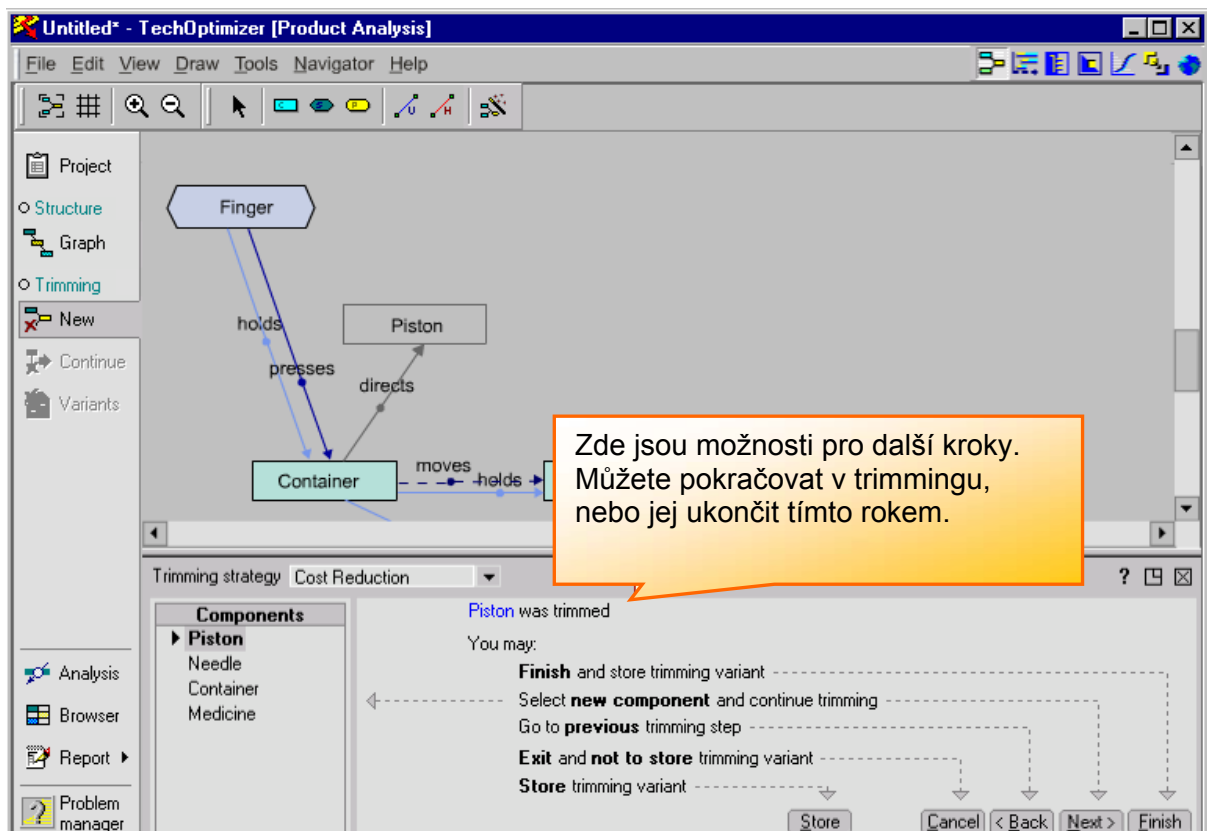 Untitled* - TechOptimizer [Product Analysis]
File Edit View Draw Tools Navigator Help
C
S
P
U
H
Project
Structure
Graph
Trimming
New
Continue
Variants
Finger
holds
Piston
presses
directs
Container
moves
holds
Zde jsou možnosti pro další kroky.
Můžete pokračovat v trimmingu,
nebo jej ukončit tímto rokem.
Trimming strategy Cost Reduction
?
Components
Piston
Needle
Container
Medicine
Piston was trimmed
You may:
Finish and store trimming variant
Select new component and continue trimming
Go to previous trimming step
Exit and not to store trimming variant
Store trimming variant
Store Cancel < Back Next > Finish
Analysis
Browser
Report
Problem
manager